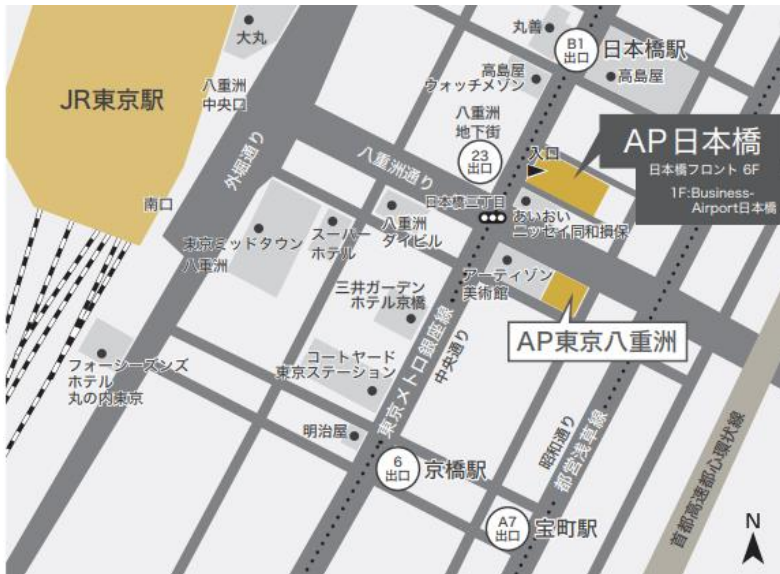 大丸
丸善
B1
出口
日本橋駅
高島屋
ウォッチメゾン
高島屋
JR東京駅
八重洲
中央口
八重洲
地下街
23
出口
入口
AP日本橋
日本橋フロント 6F
1F:Business-
Airport日本橋
外堀通り
八重洲通り
南口
日本橋三丁目
八重洲
ダイビル
あいおい
ニッセイ同和損保
東京ミッドタウン
八重洲
スーパー
ホテル
アーティゾン
美術館
三井ガーデン
ホテル京橋
AP東京八重洲
フォーシーズンズ
ホテル
丸の内東京
コートヤード
東京ステーション
東京メトロ銀座線
中央通り
明治屋
昭和通り
都営浅草線
首都高速都心環状線
6
出口
京橋駅
A7
出口
宝町駅
N